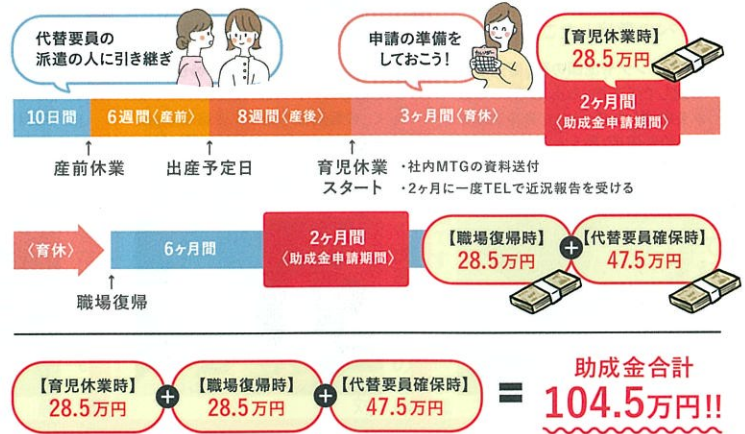 代替要員の
派遣の人に引き継ぎ
申請の準備を
しておこう!
【育児休業時】
28.5万円
10日間
6週間〈産前〉
8週間〈産後〉
3ヶ月間〈育休〉
2ヶ月間
〈助成金申請期間〉
産前休業
出産予定日
育児休業
スタート
・社内MTGの資料送付
・2ヶ月に一度TELで近況報告を受ける
〈育休〉
6ヶ月間
2ヶ月間
〈助成金申請期間〉
【職場復帰時】
28.5万円
+
【代替要員確保時】
47.5万円
職場復帰
【育児休業時】
28.5万円
+
【職場復帰時】
28.5万円
+
【代替要員確保時】
47.5万円
=
助成金合計
104.5万円!!